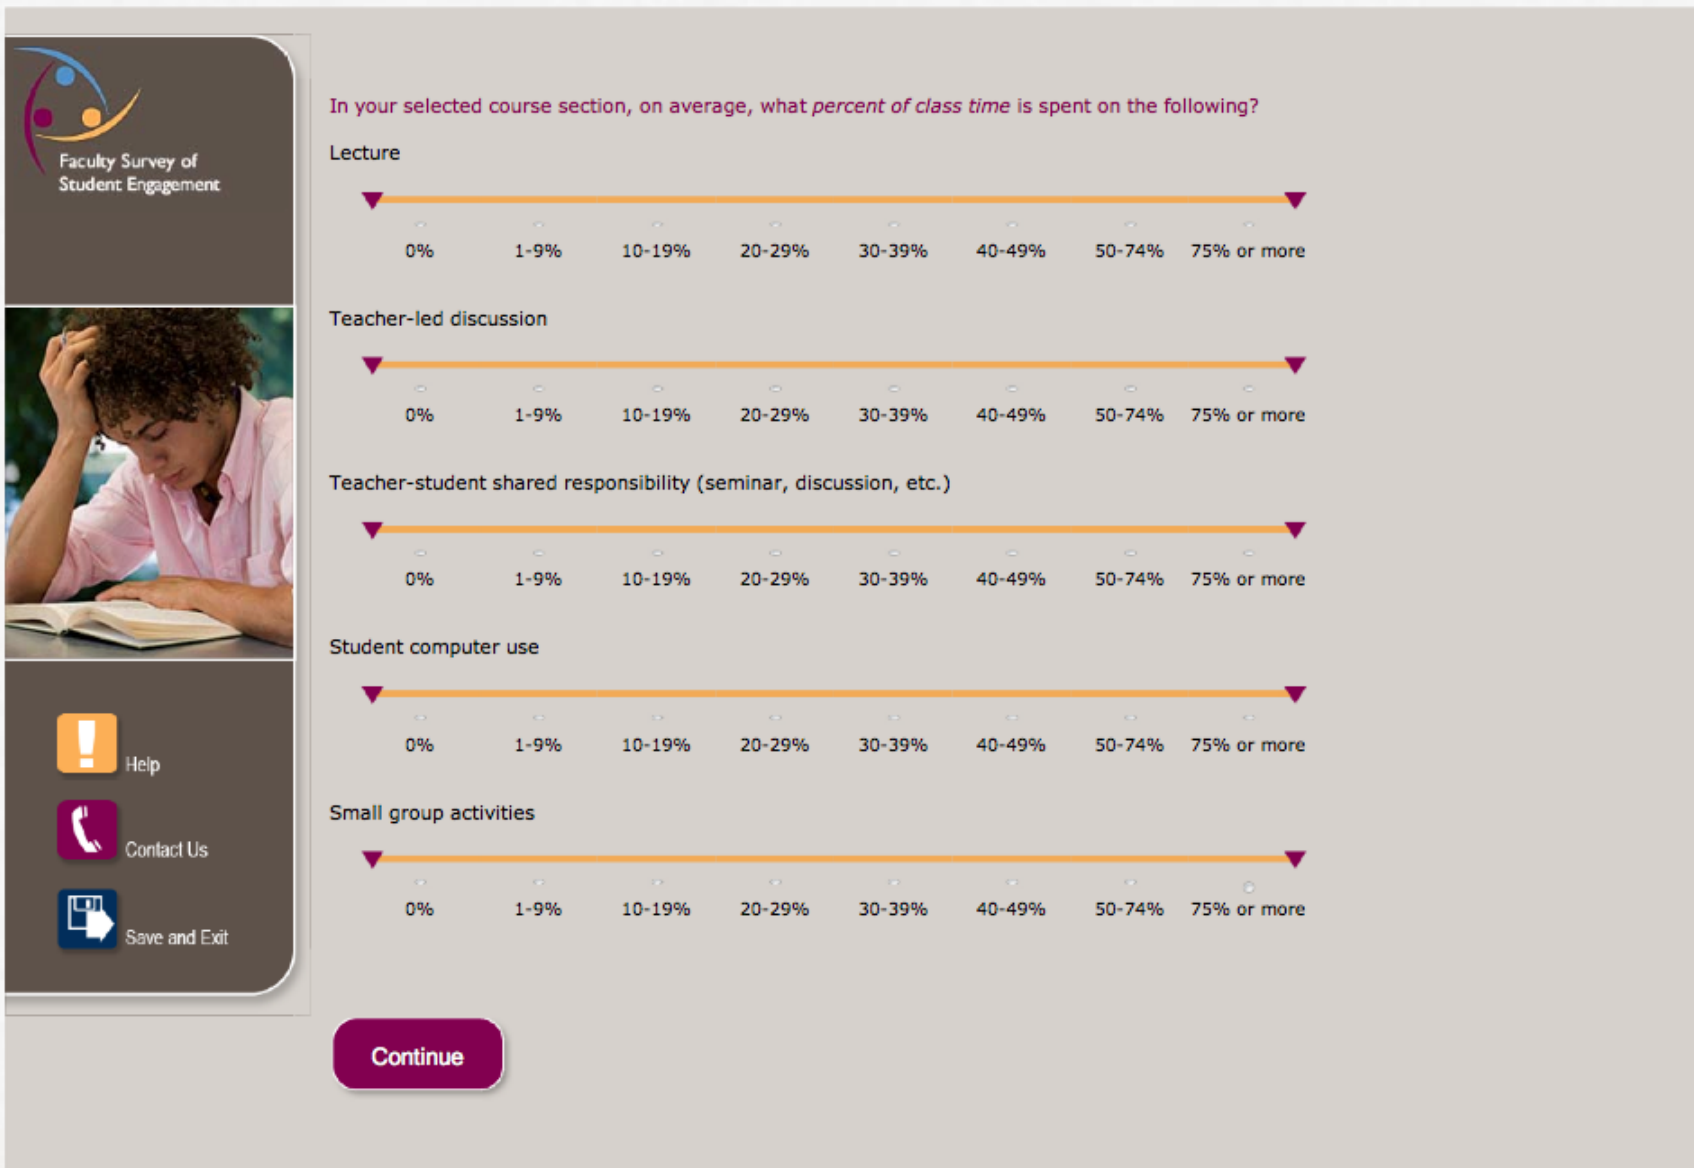 Faculty Survey of
Student Engagement
In your selected course section, on average, what percent of class time is spent on the following?
Lecture
0% 1-9% 10-19% 20-29% 30-39% 40-49% 50-74% 75% or more
Teacher-led discussion
0% 1-9% 10-19% 20-29% 30-39% 40-49% 50-74% 75% or more
Teacher-student shared responsibility (seminar, discussion, etc.)
0% 1-9% 10-19% 20-29% 30-39% 40-49% 50-74% 75% or more
Student computer use
0% 1-9% 10-19% 20-29% 30-39% 40-49% 50-74% 75% or more
Small group activities
0% 1-9% 10-19% 20-29% 30-39% 40-49% 50-74% 75% or more
Help
Contact Us
Save and Exit
Continue